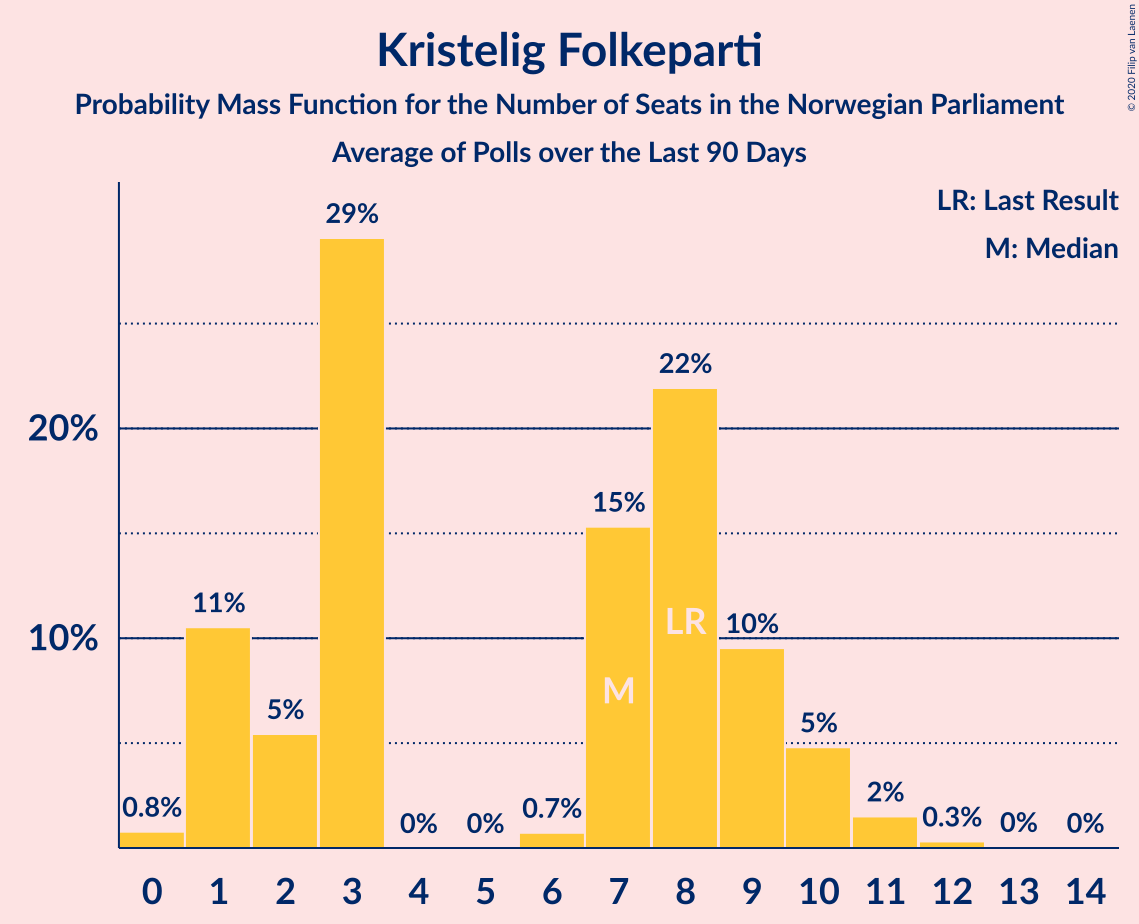 Kristelig Folkeparti
Probability Mass Function for the Number of Seats in the Norwegian Parliament
Average of Polls over the Last 90 Days
© 2020 Filip van Laenen
LR: Last Result
M: Median
20%
10%
0.8%
11%
5%
29%
0%
0%
0.7%
15%
22%
10%
5%
2%
0.3%
0%
0%
M
LR
0 1 2 3 4 5 6 7 8 9 10 11 12 13 14